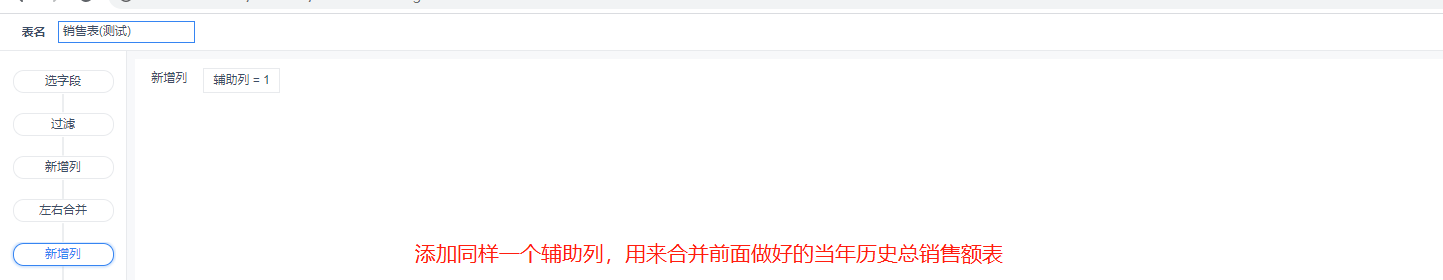 表名 销售表(测试)
选字段
新增列 辅助列 = 1
过滤
新增列
左右合并
新增列
添加同样一个辅助列，用来合并前面做好的当年历史总销售额表